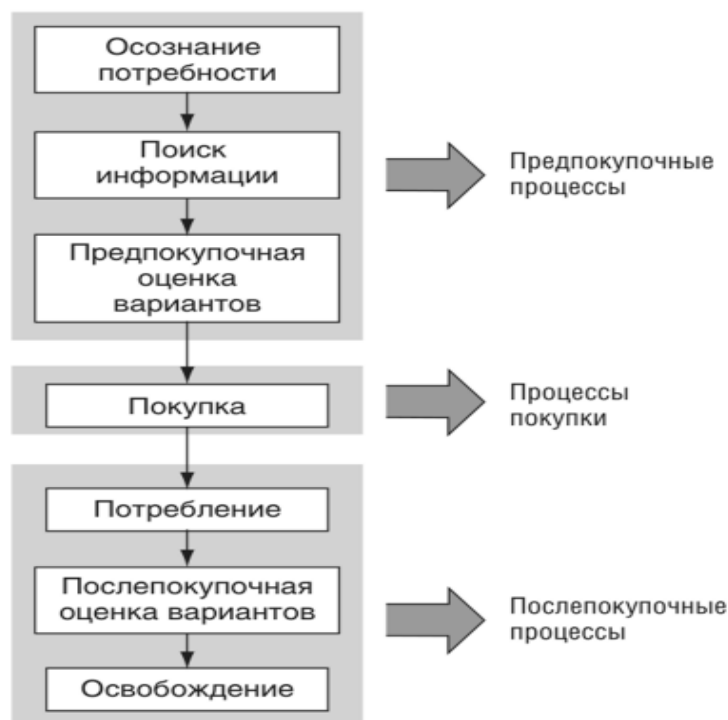 Осознание
потребности
Поиск
информации
Предпокупочные
процессы
Предпокупочная
оценка
вариантов
Покупка
Процессы
покупки
Потребление
Послепокупочная
оценка вариантов
Послепокупочные
процессы
Освобождение